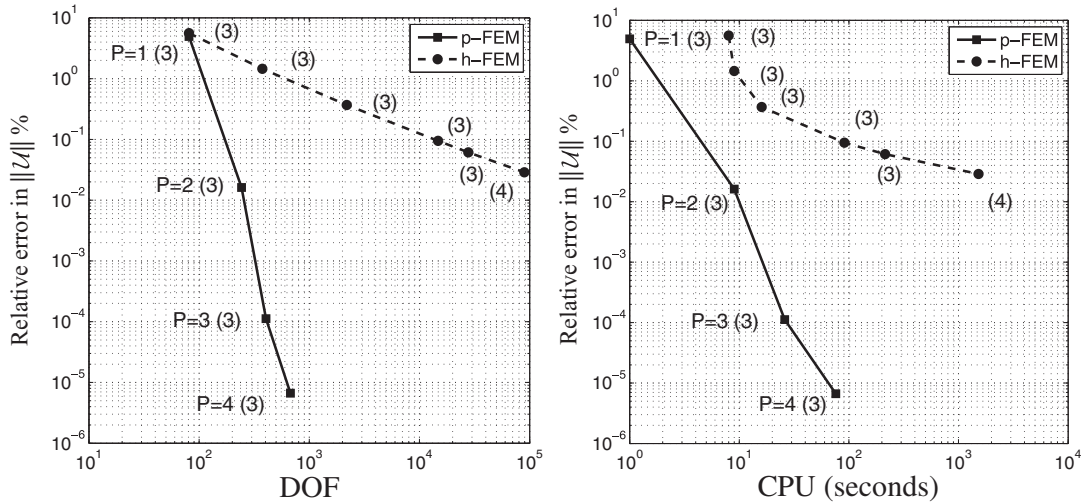 Relative error in ||𝒰|| %
10^1
10^0
10^-1
10^-2
10^-3
10^-4
10^-5
10^-6
p-FEM
h-FEM
P=1 (3)
(3)
(3)
(3)
(3)
(3)
(4)
P=2 (3)
P=3 (3)
P=4 (3)
10^1
10^2
10^3
10^4
10^5
DOF
Relative error in ||𝒰|| %
10^1
10^0
10^-1
10^-2
10^-3
10^-4
10^-5
10^-6
p-FEM
h-FEM
P=1 (3)
(3)
(3)
(3)
(3)
(3)
(4)
P=2 (3)
P=3 (3)
P=4 (3)
10^0
10^1
10^2
10^3
10^4
CPU (seconds)